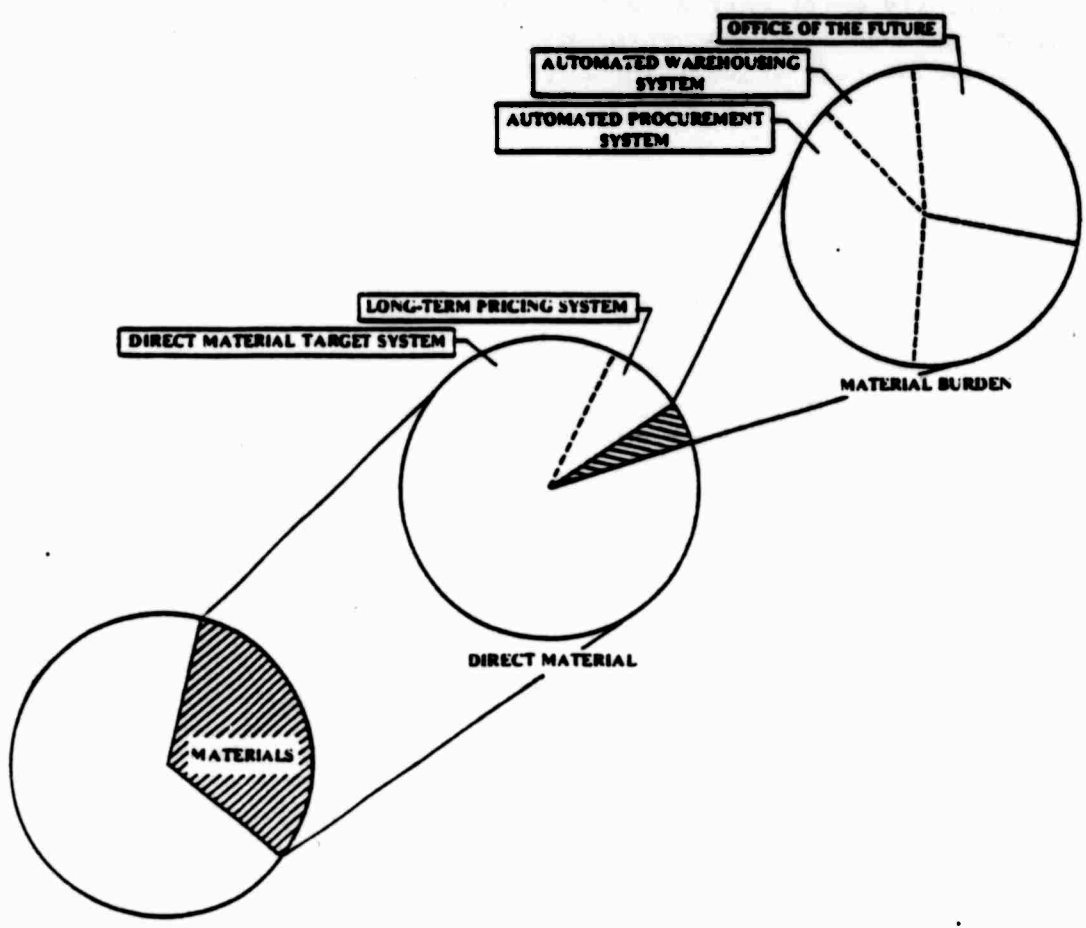 OFFICE OF THE FUTURE
AUTOMATED WAREHOUSING
SYSTEM
AUTOMATED PROCUREMENT
SYSTEM
LONG-TERM PRICING SYSTEM
DIRECT MATERIAL TARGET SYSTEM
MATERIAL BURDEN
DIRECT MATERIAL
MATERIALS